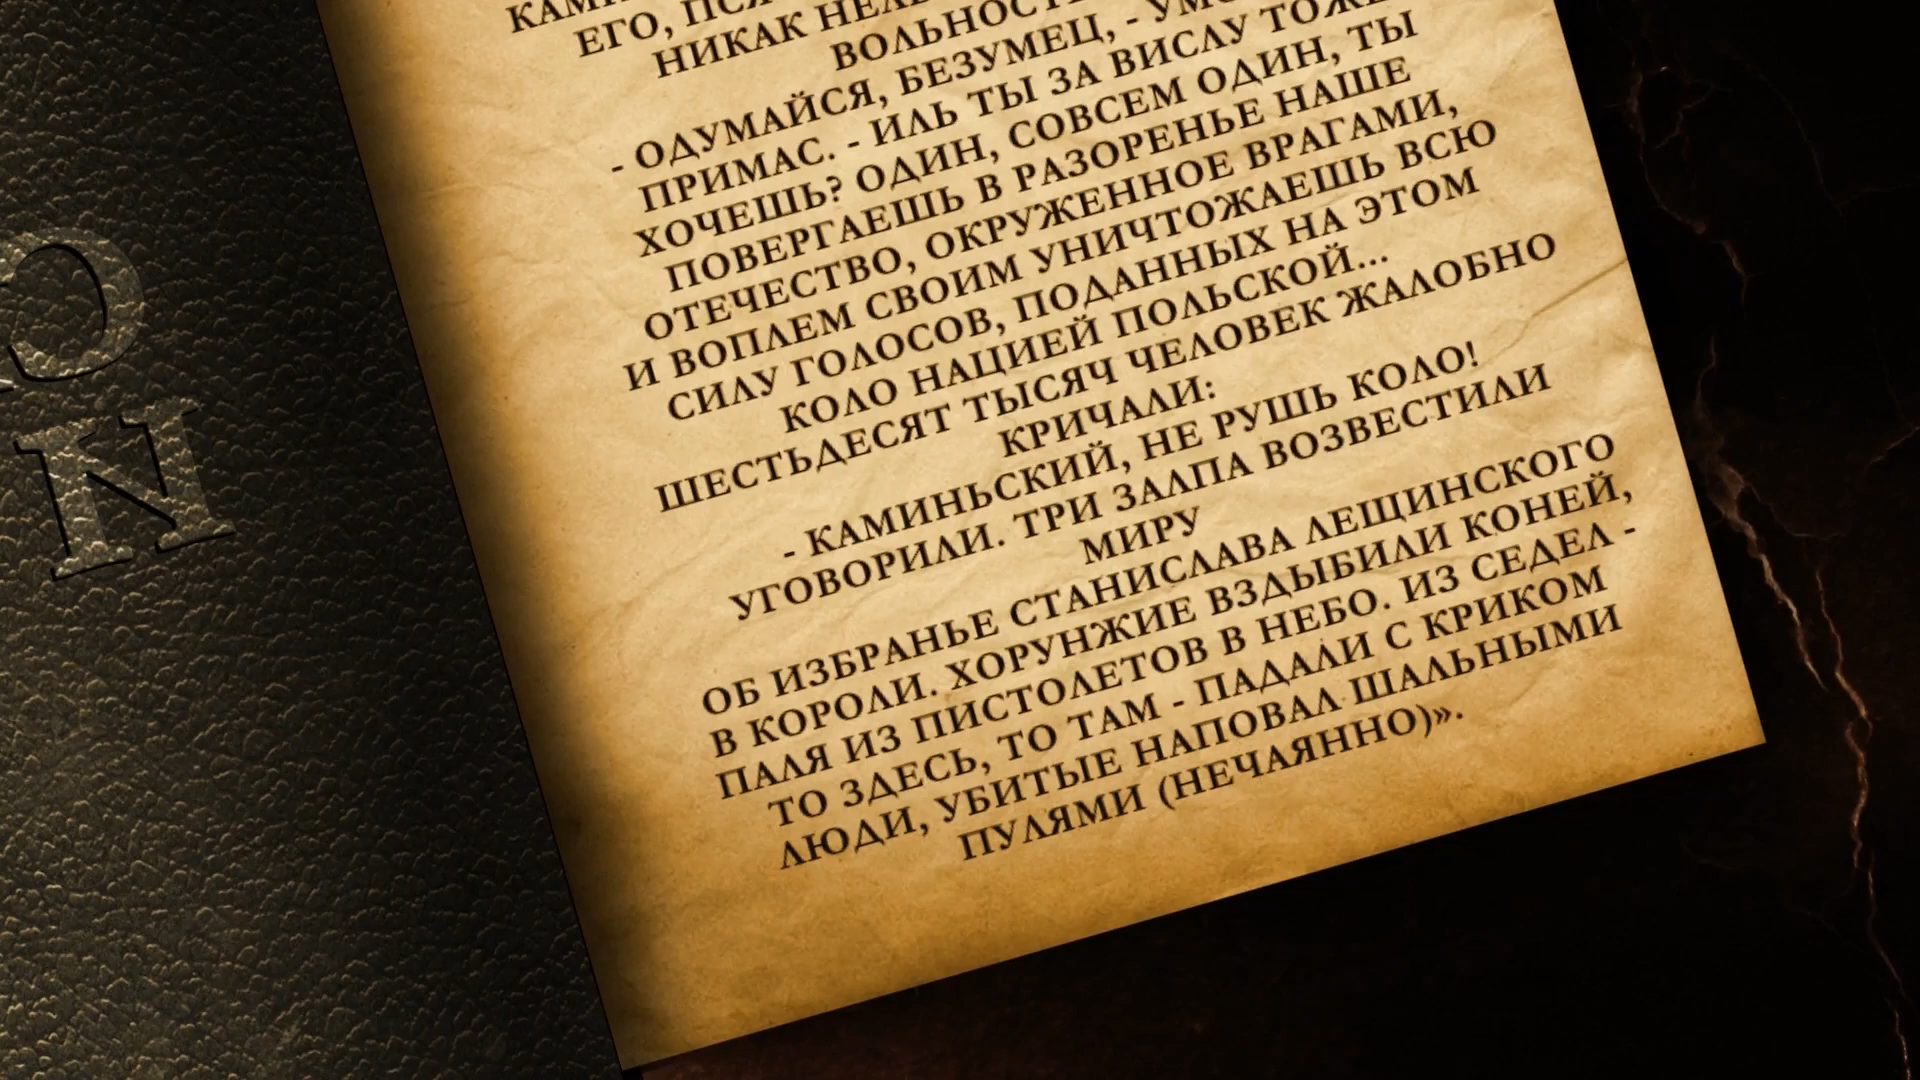 ЕГО,
НИКАК
ВОЛЬНОСТ
- ОДУМАЙСЯ, БЕЗУМЕЦ, -
ПРИМАС. - ИЛЬ ТЫ ЗА ВИСЛУ ТОЖЕ
ХОЧЕШЬ? ОДИН, СОВСЕМ ОДИН, ТЫ
ПОВЕРГАЕШЬ В РАЗОРЕНЬЕ НАШЕ
ОТЕЧЕСТВО, ОКРУЖЕННОЕ ВРАГАМИ,
И ВОПЛЕМ СВОИМ УНИЧТОЖАЕШЬ ВСЮ
СИЛУ ГОЛОСОВ, ПОДАННЫХ НА ЭТОМ
КОЛО НАЦИЕЙ ПОЛЬСКОЙ...
ШЕСТЬДЕСЯТ ТЫСЯЧ ЧЕЛОВЕК ЖАЛОБНО
КРИЧАЛИ:
- КАМИНЬСКИЙ, НЕ РУШЬ КОЛО!
УГОВОРИЛИ. ТРИ ЗАЛПА ВОЗВЕСТИЛИ
МИРУ
ОБ ИЗБРАНЬЕ СТАНИСЛАВА ЛЕЩИНСКОГО
В КОРОЛИ. ХОРУНЖИЕ ВЗДЫБИЛИ КОНЕЙ,
ПАЛЯ ИЗ ПИСТОЛЕТОВ В НЕБО. ИЗ СЕДЕЛ -
ТО ЗДЕСЬ, ТО ТАМ - ПАДАЛИ С КРИКОМ
ЛЮДИ, УБИТЫЕ НАПОВАЛ ШАЛЬНЫМИ
ПУЛЯМИ (НЕЧАЯННО)».